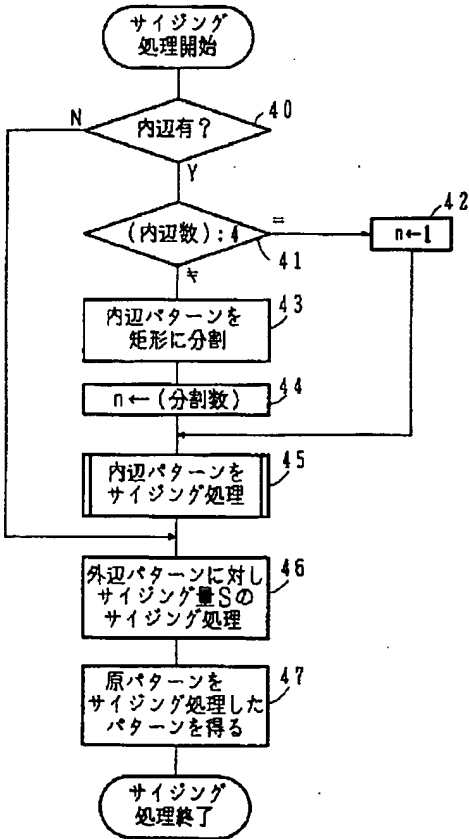 サイジング
処理開始
40
N
内辺有?
Y
42
(内辺数):4
=
n←1
41
≠
43
内辺パターンを
矩形に分割
44
n←(分割数)
45
内辺パターンを
サイジング処理
46
外辺パターンに対し
サイジング量Sの
サイジング処理
47
原パターンを
サイジング処理した
パターンを得る
サイジング
処理終了